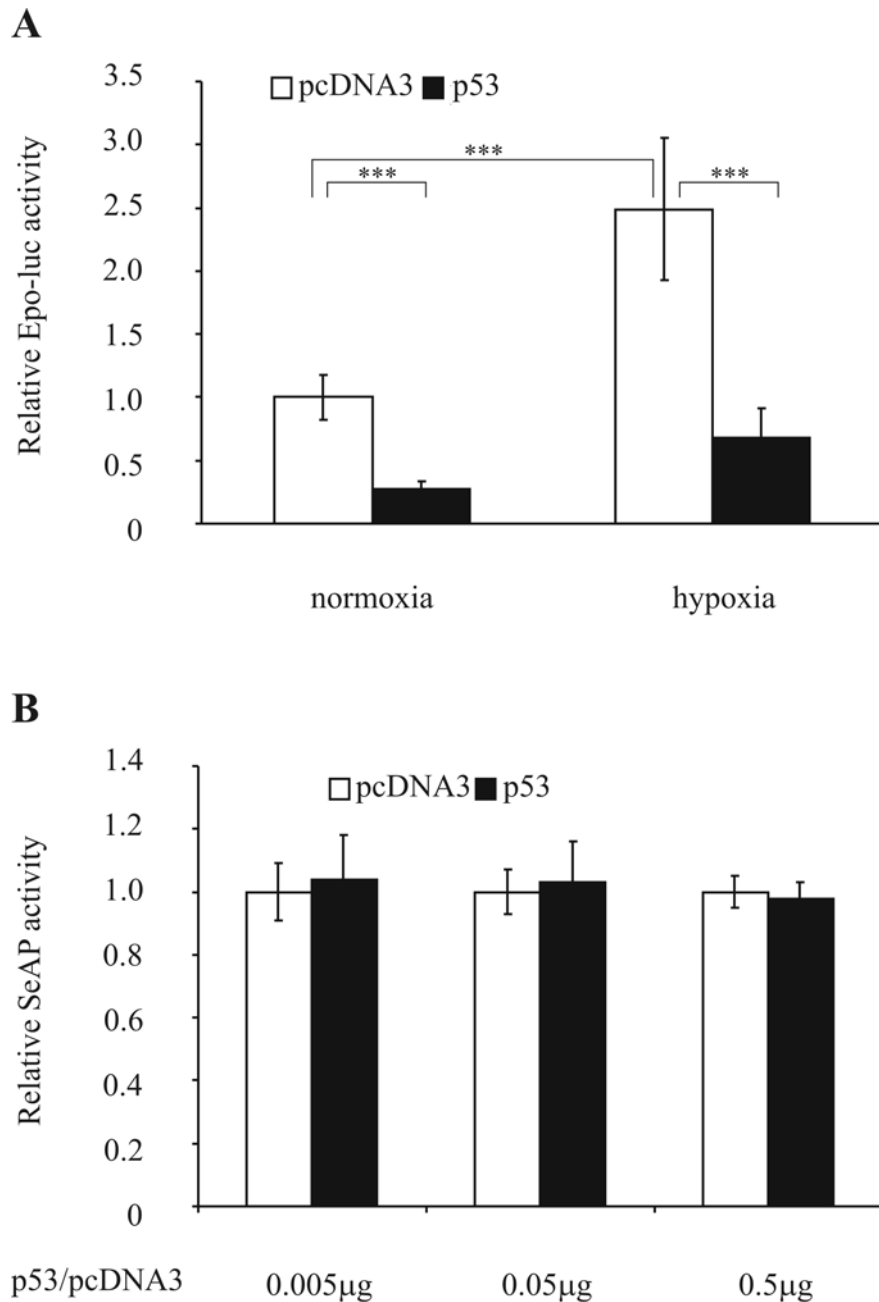 A
3.5
pcDNA3 p53
3.0
***
***
***
2.5
2.0
1.5
1.0
0.5
0
Relative Epo-luc activity
normoxia hypoxia
B
1.4
pcDNA3 p53
1.2
1.0
0.8
0.6
0.4
0.2
0
Relative SeAP activity
p53/pcDNA3 0.005µg 0.05µg 0.5µg